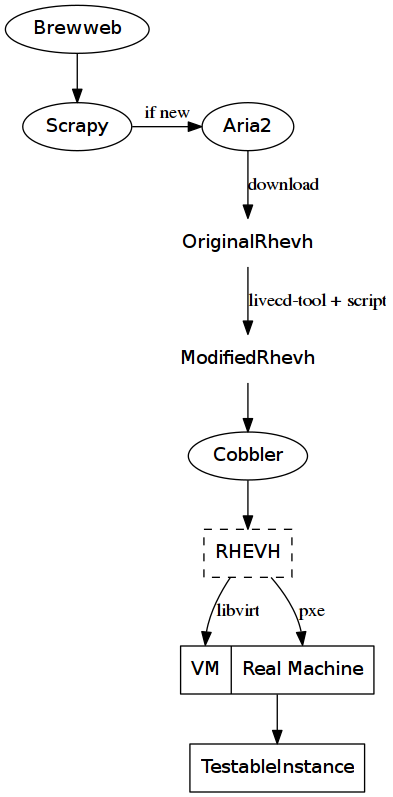 Brewweb
Scrapy
if new
Aria2
download
OriginalRhevh
livecd-tool + script
ModifiedRhevh
Cobbler
RHEVH
libvirt
pxe
VM
Real Machine
TestableInstance